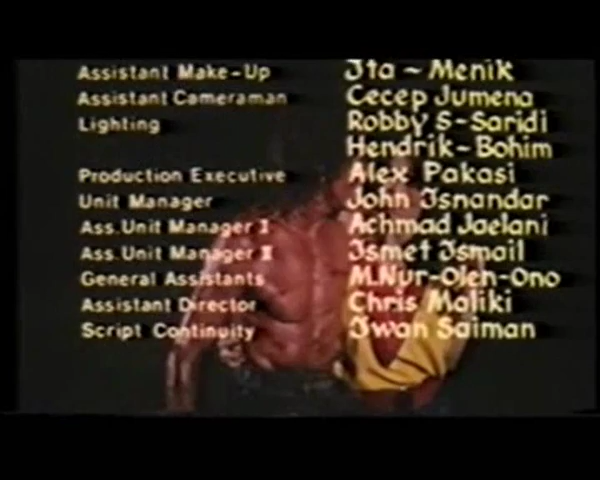 Assistant Make-Up Ita - Menik
Assistant Cameraman Cecep Jumena
Lighting Robby S-Saridi
Hendrik-Bohim
Production Executive Alex Pakasi
Unit Manager John Isnandar
Ass.Unit Manager I Achmad Jaelani
Ass.Unit Manager II Ismet Ismail
General Assistants M.Nur-Oleh-Ono
Assistant Director Chris Maliki
Script Continuity Iwan Saiman